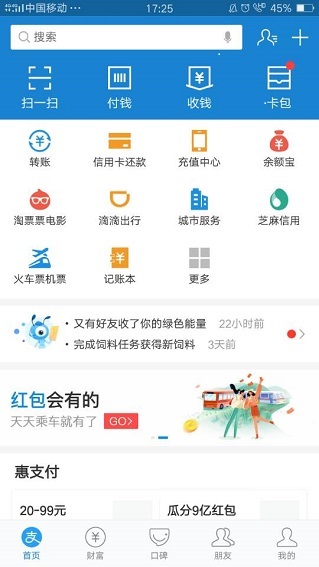 中国移动 17:25 45%
搜索
扫一扫 付钱 收钱 卡包
转账 信用卡还款 充值中心 余额宝
淘票票电影 滴滴出行 城市服务 芝麻信用
火车票机票 记账本 更多
又有好友收了你的绿色能量 22小时前
完成饲料任务获得新饲料 3天前
红包会有的
天天乘车就有了 GO>
惠支付
20-99元 瓜分9亿红包
支 ¥
首页 财富 口碑 朋友 我的